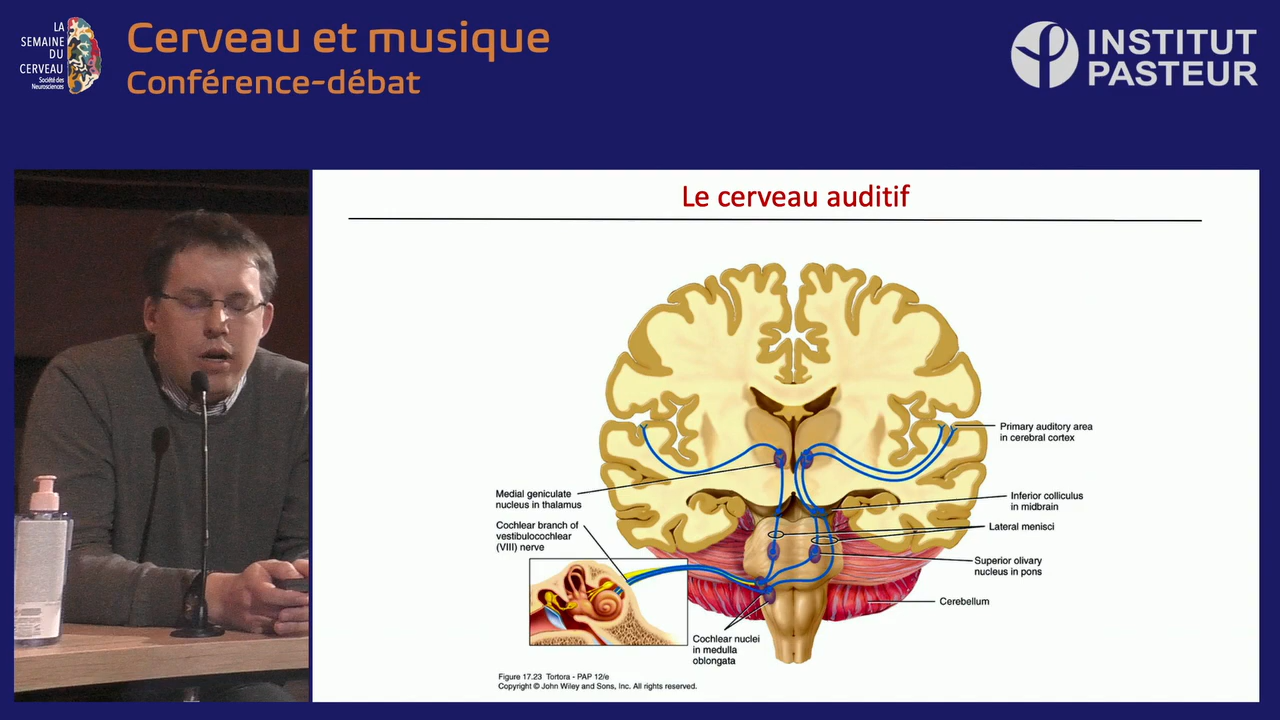 LA
SEMAINE
DU
CERVEAU
Société des
Neurosciences
Cerveau et musique
Conférence-débat
INSTITUT
PASTEUR
Le cerveau auditif
Primary auditory area
in cerebral cortex
Medial geniculate
nucleus in thalamus
Inferior colliculus
in midbrain
Cochlear branch of
vestibulocochlear
(VIII) nerve
Lateral menisci
Superior olivary
nucleus in pons
Cerebellum
Cochlear nuclei
in medulla
oblongata
Figure 17.23 Tortora - PAP 12/e
Copyright © John Wiley and Sons, Inc. All rights reserved.